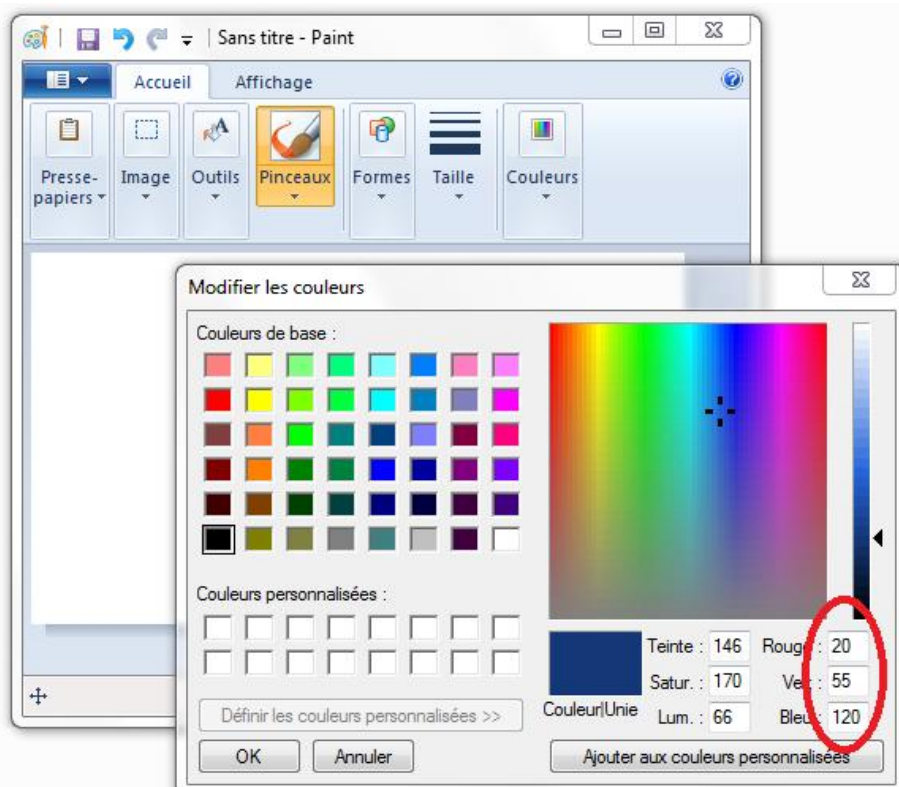 Sans titre - Paint
Accueil Affichage
Presse-
papiers
Image
Outils
Pinceaux
Formes
Taille
Couleurs
Modifier les couleurs
Couleurs de base :
Couleurs personnalisées :
Définir les couleurs personnalisées >>
OK Annuler
Couleur|Unie
Teinte : 146 Rouge : 20
Satur. : 170 Vert : 55
Lum. : 66 Bleu : 120
Ajouter aux couleurs personnalisées